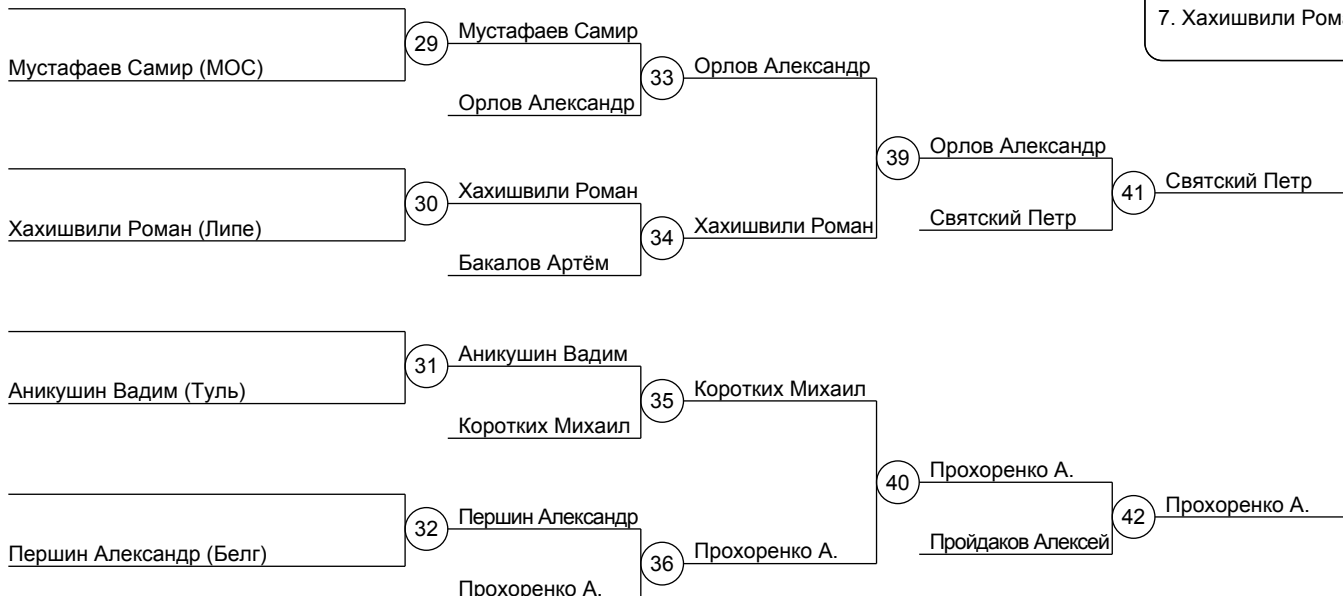 7. Хахишвили Ром
29
Мустафаев Самир
Мустафаев Самир (МОС)
33
Орлов Александр
Орлов Александр
39
Орлов Александр
30
Хахишвили Роман
Хахишвили Роман (Липе)
34
Хахишвили Роман
Бакалов Артём
41
Святский Петр
Святский Петр
31
Аникушин Вадим
Аникушин Вадим (Туль)
35
Коротких Михаил
Коротких Михаил
40
Прохоренко А.
32
Першин Александр
Першин Александр (Белг)
36
Прохоренко А.
Прохоренко А.
42
Прохоренко А.
Пройдаков Алексей